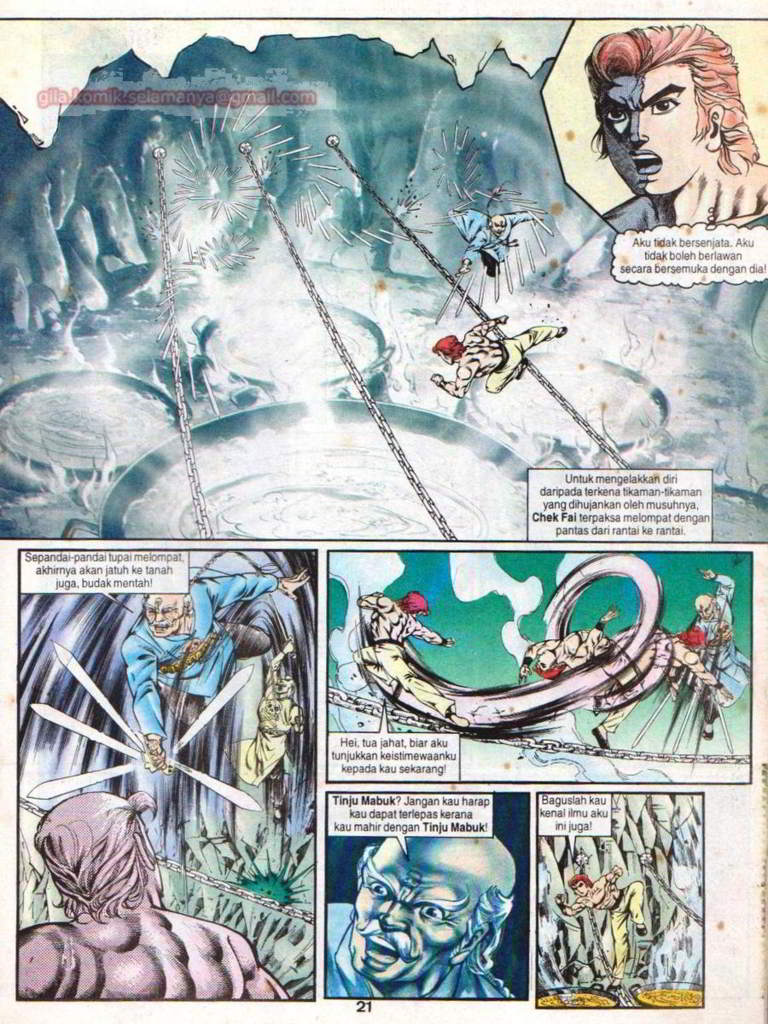 gila.komik.selamanya@gmail.com
Aku tidak bersenjata. Aku
tidak boleh berlawan
secara bersemuka dengan dia!
Untuk mengelakkan diri
daripada terkena tikaman-tikaman
yang dihujankan oleh musuhnya,
Chek Fai terpaksa melompat dengan
pantas dari rantai ke rantai.
Sepandai-pandai tupai melompat,
akhirnya akan jatuh ke tanah
juga, budak mentah!
Hei, tua jahat, biar aku
tunjukkan keistimewaanku
kepada kau sekarang!
Tinju Mabuk? Jangan kau harap
kau dapat terlepas kerana
kau mahir dengan Tinju Mabuk!
Baguslah kau
kenal ilmu aku
ini juga!
21